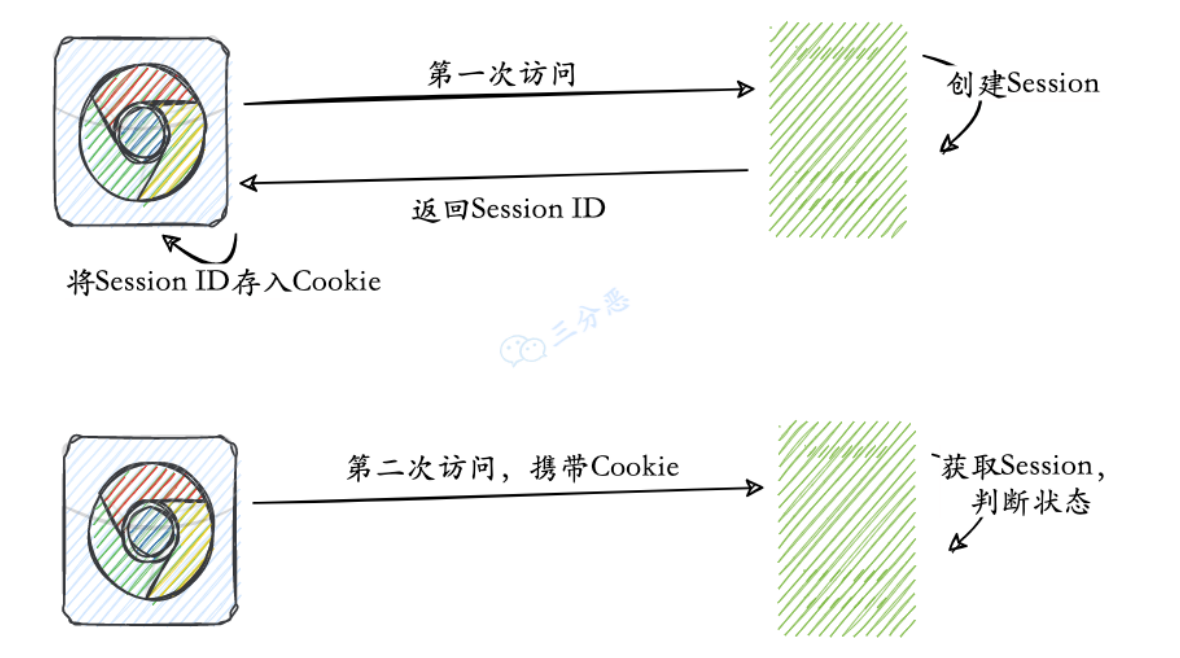 第一次访问
创建Session
返回Session ID
将Session ID存入Cookie
三分恶
第二次访问，携带Cookie
获取Session，
判断状态